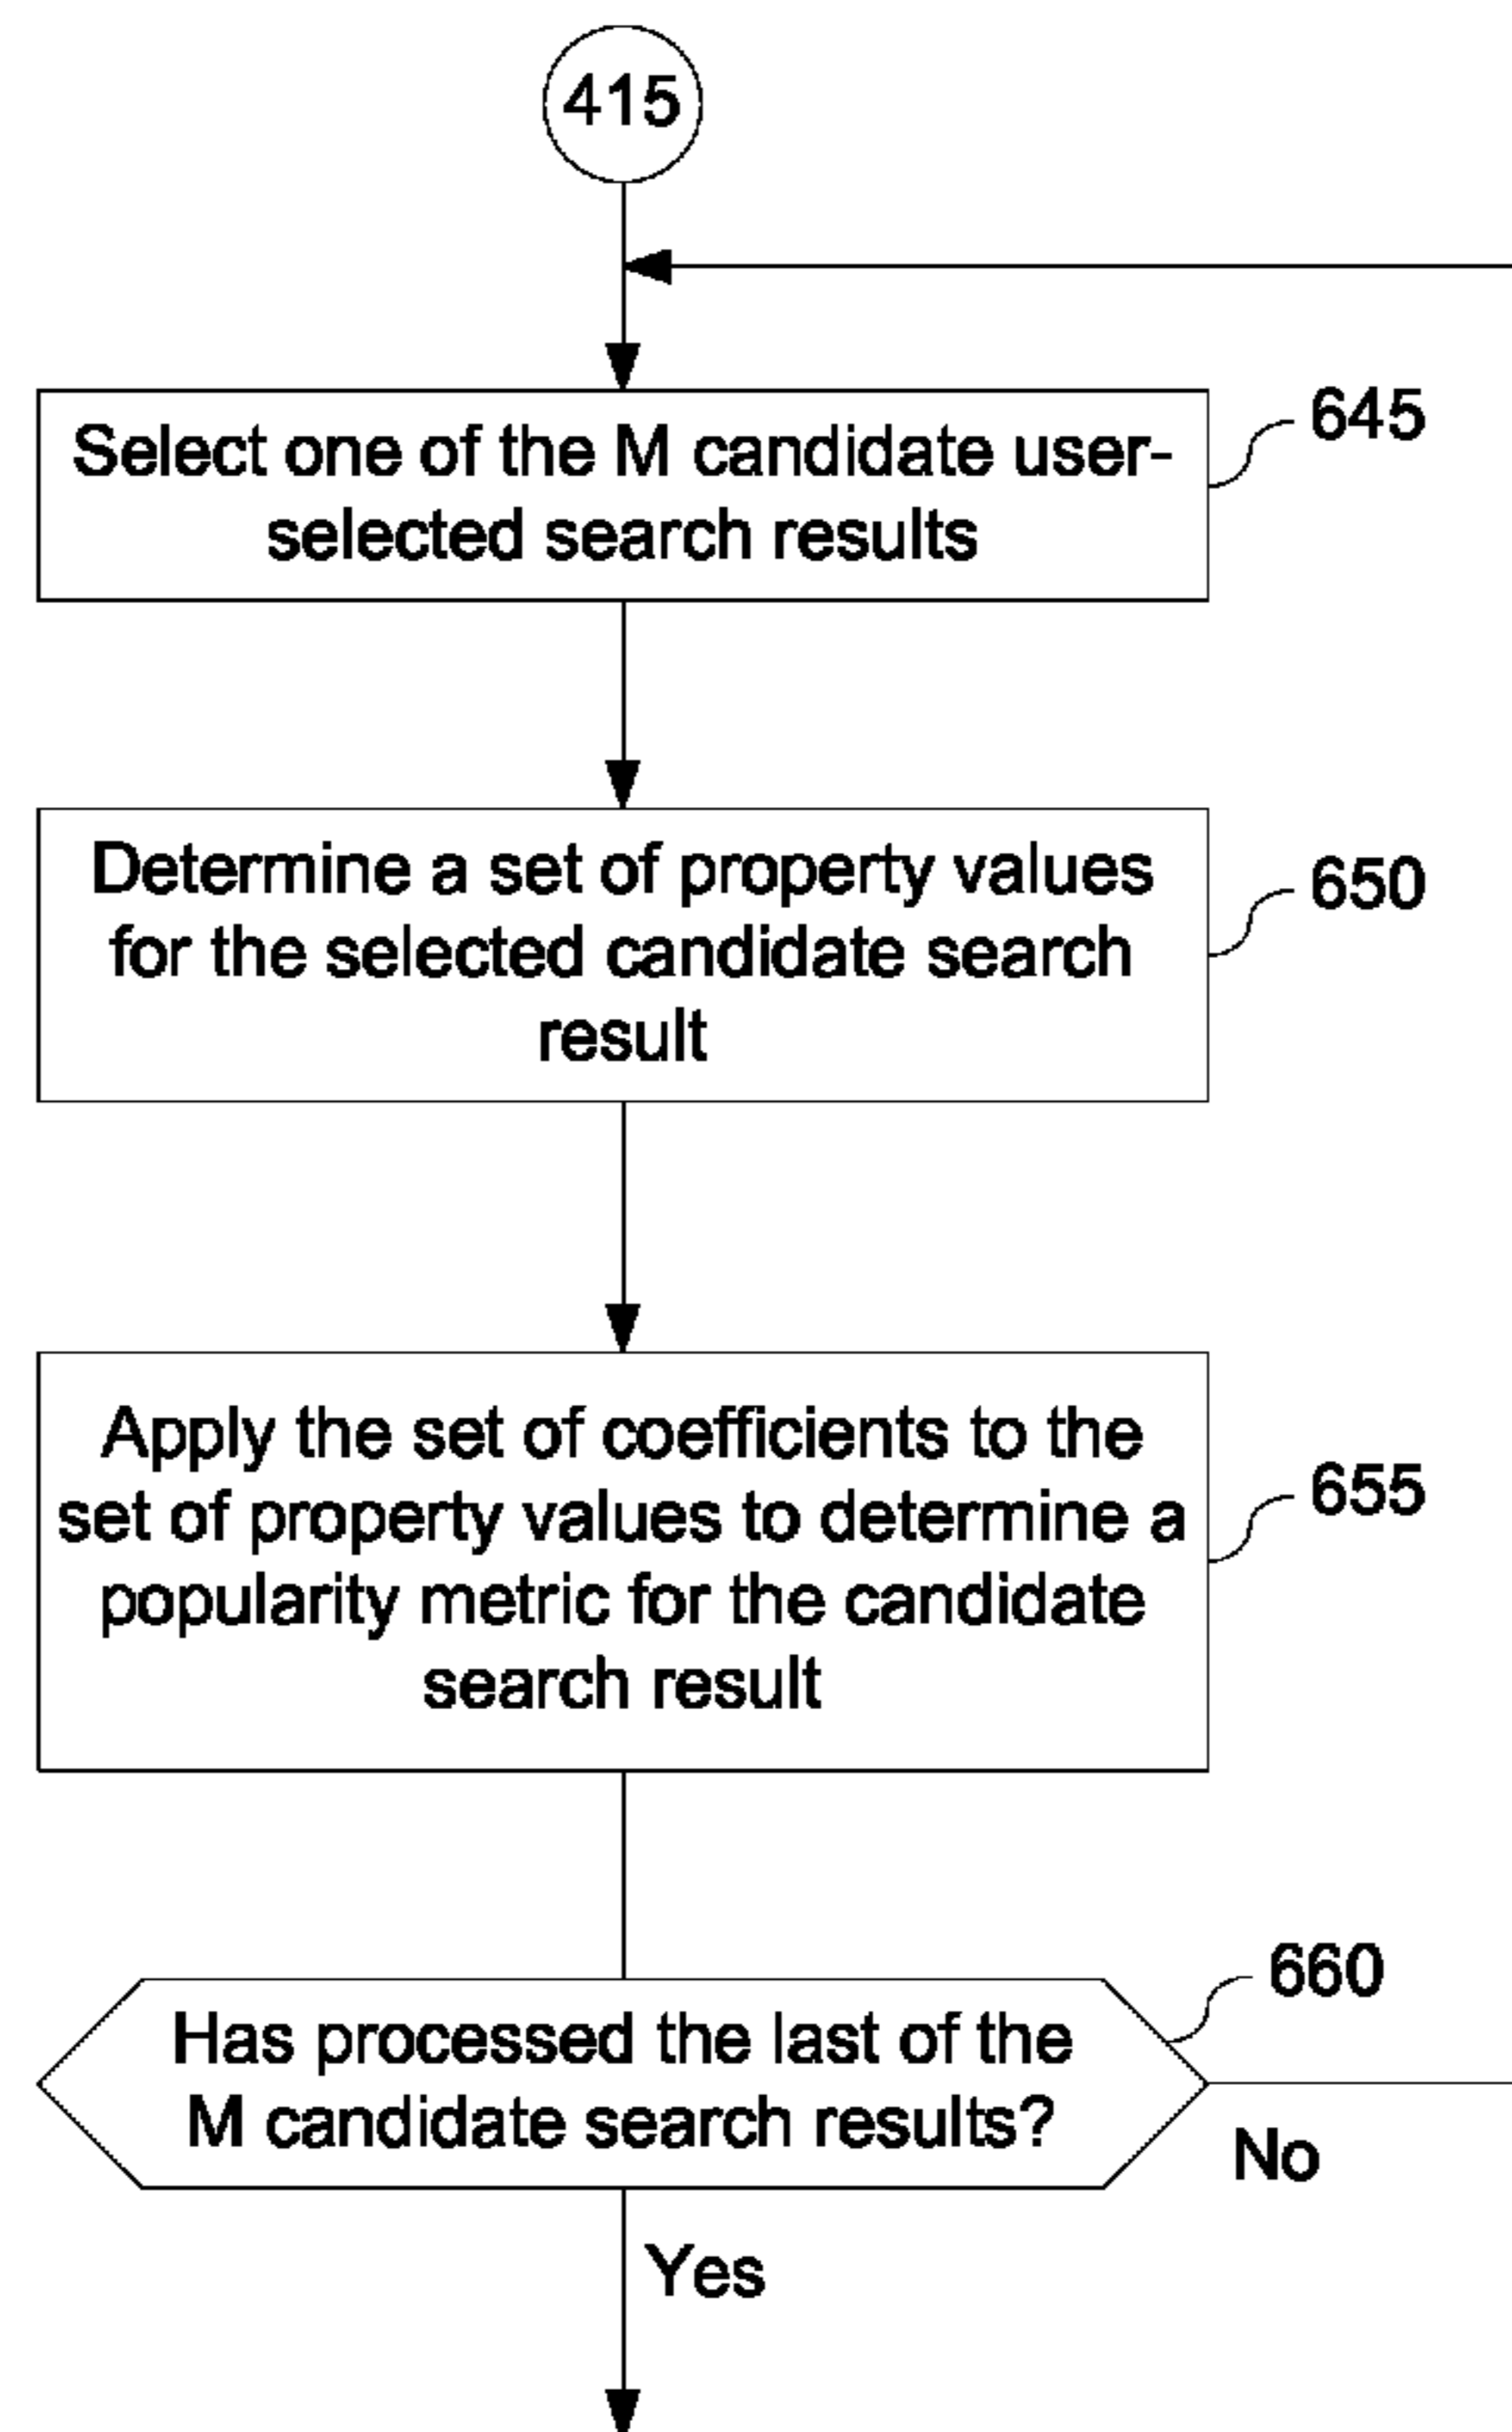 415
Select one of the M candidate user-
selected search results
645
Determine a set of property values
for the selected candidate search
result
650
Apply the set of coefficients to the
set of property values to determine a
popularity metric for the candidate
search result
655
Has processed the last of the
M candidate search results?
660
No
Yes